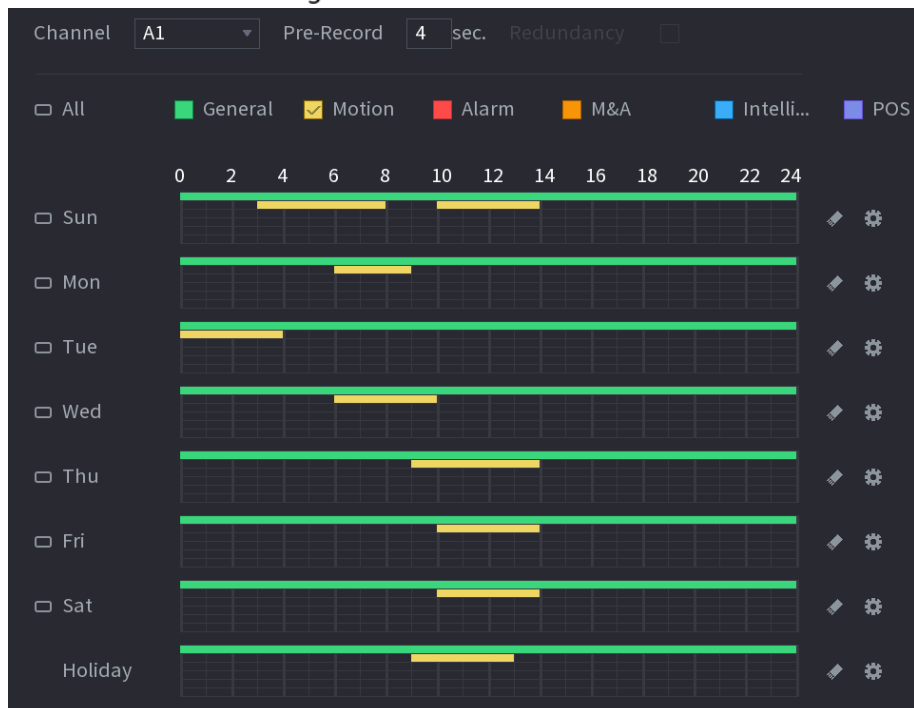 Channel A1 Pre-Record 4 sec. Redundancy
All General Motion Alarm M&A Intelli... POS
0 2 4 6 8 10 12 14 16 18 20 22 24
Sun
Mon
Tue
Wed
Thu
Fri
Sat
Holiday